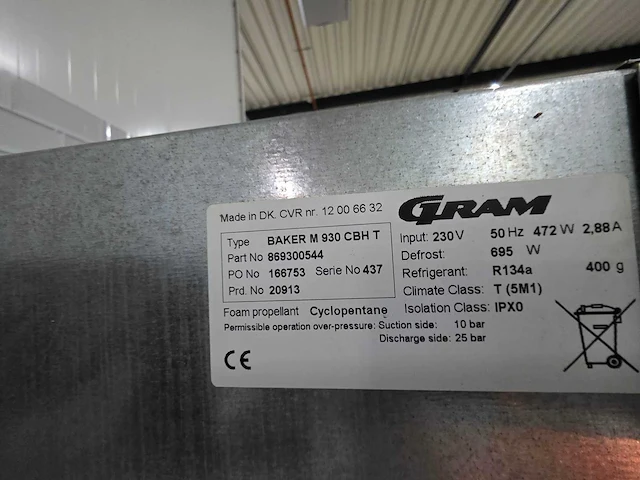 Made in DK. CVR nr. 12 00 66 32
GRAM
Type BAKER M 930 CBH T
Part No 869300544
PO No 166753 Serie No 437
Prd. No 20913
Input: 230 V 50 Hz 472 W 2,88A
Defrost: 695 W
Refrigerant: R134a 400 g
Climate Class: T (5M1)
Foam propellant Cyclopentane Isolation Class: IPX0
Permissible operation over-pressure: Suction side: 10 bar
Discharge side: 25 bar
CE